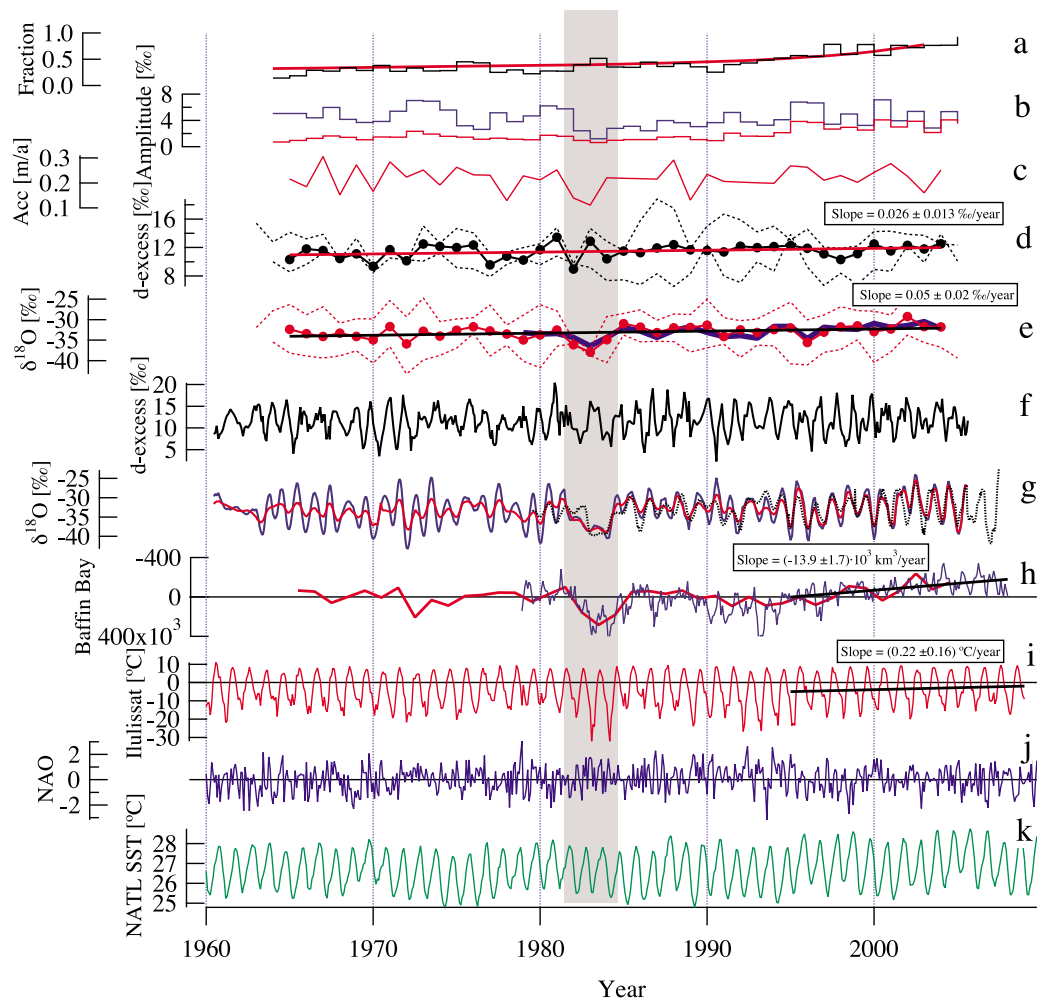 Fraction
1.0
0.5
0.0
a
Amplitude [‰]
8
4
0
b
Acc [m/a]
0.3
0.2
0.1
c
d-excess [‰]
16
12
8
Slope = 0.026 ± 0.013 ‰/year
d
δ18O [‰]
-25
-30
-35
-40
Slope = 0.05 ± 0.02 ‰/year
e
d-excess [‰]
20
15
10
5
f
δ18O [‰]
-25
-30
-35
-40
g
Baffin Bay
-400
0
400x10³
Slope = (-13.9 ±1.7)·10³ km³/year
h
Ilulissat [ºC]
10
0
-10
-20
-30
Slope = (0.22 ±0.16) ºC/year
i
NAO
2
0
-2
j
NATL SST [ºC]
28
27
26
25
k
1960 1970 1980 1990 2000
Year